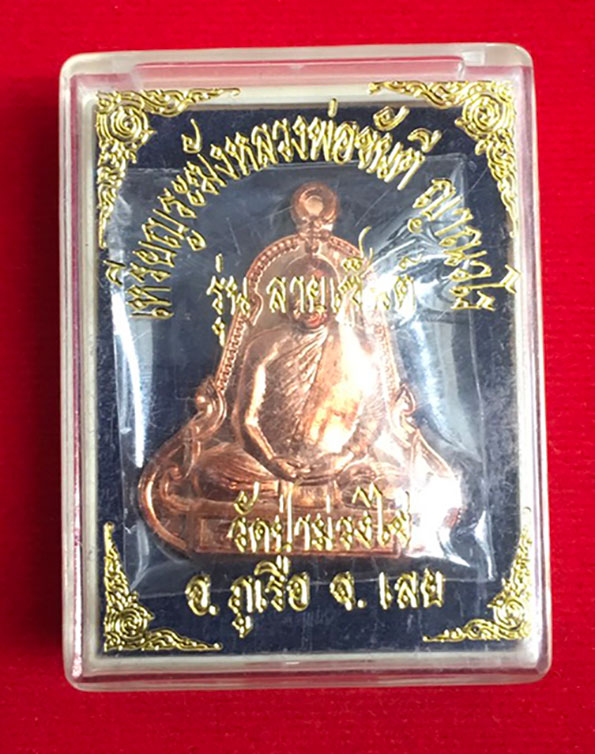 เหรียญระฆังหลวงพ่อขันตี ญาณวโร
รุ่น สายเสื้อ
วัดป่าม่วงไข่
อ. ภูเรือ จ. เลย